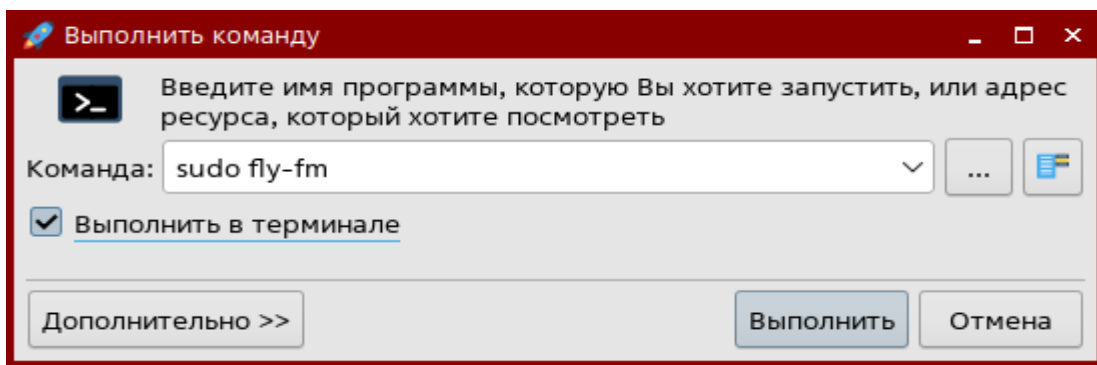 Выполнить команду
Введите имя программы, которую Вы хотите запустить, или адрес
ресурса, который хотите посмотреть
Команда: sudo fly-fm ...
Выполнить в терминале
Дополнительно >> Выполнить Отмена